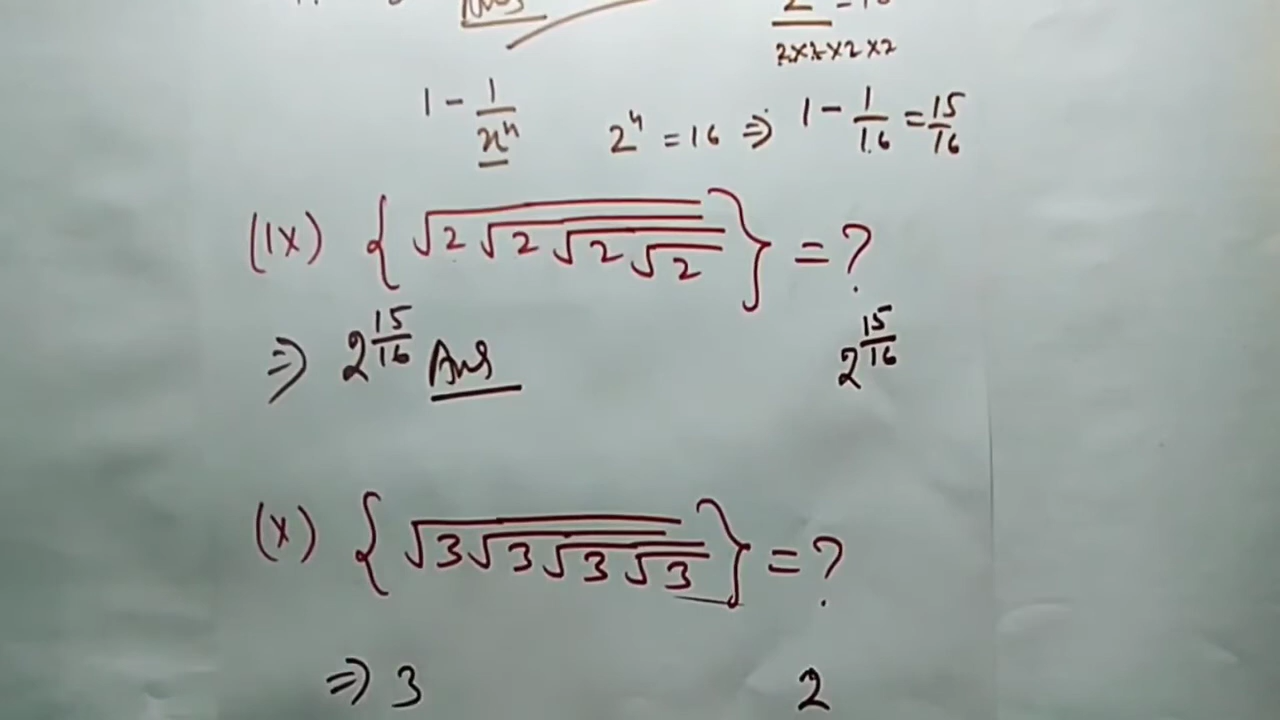 2×2×2×2
1 - 1/x^n 2^4 = 16 ⇒ 1 - 1/16 = 15/16
(IX) {√2√2√2√2} = ?
⇒ 2^15/16 Ans 2^15/16
(X) {√3√3√3√3} = ?
⇒ 3 2